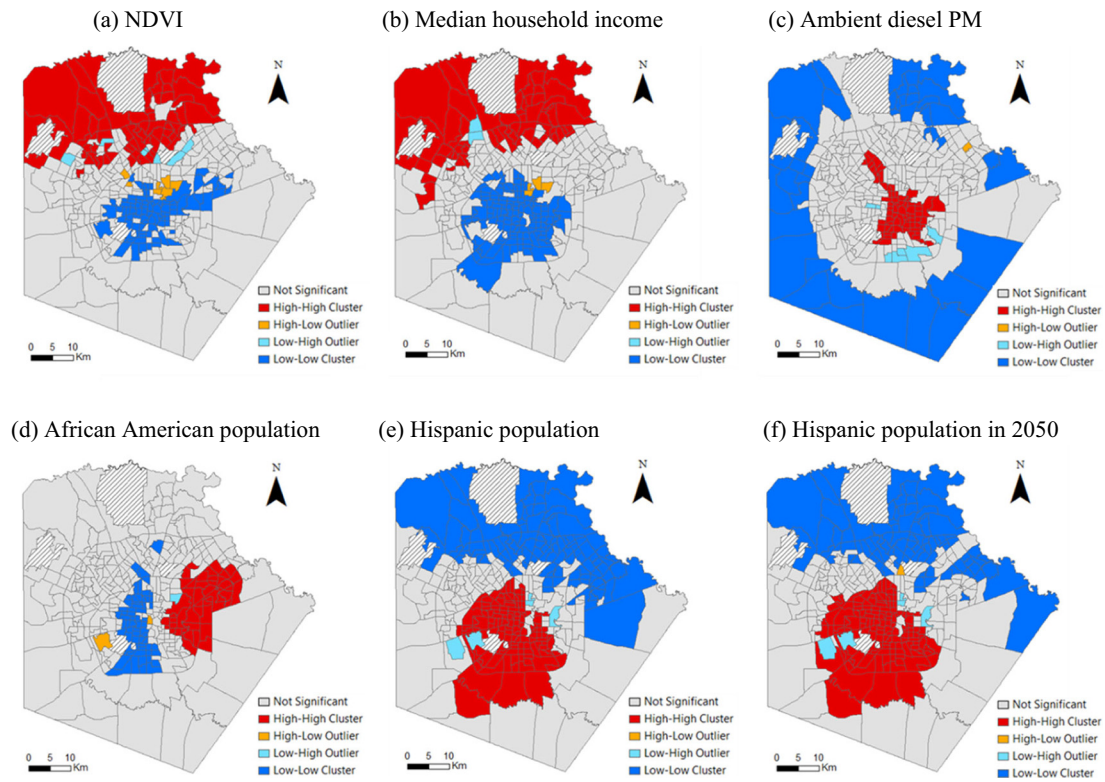 (a) NDVI
(b) Median household income
(c) Ambient diesel PM
N
N
N
Not Significant
High-High Cluster
High-Low Outlier
Low-High Outlier
Low-Low Cluster
0 5 10
Km
Not Significant
High-High Cluster
High-Low Outlier
Low-High Outlier
Low-Low Cluster
0 5 10
Km
Not Significant
High-High Cluster
High-Low Outlier
Low-High Outlier
Low-Low Cluster
0 5 10
Km
(d) African American population
(e) Hispanic population
(f) Hispanic population in 2050
N
N
N
Not Significant
High-High Cluster
High-Low Outlier
Low-High Outlier
Low-Low Cluster
0 5 10
Km
Not Significant
High-High Cluster
High-Low Outlier
Low-High Outlier
Low-Low Cluster
0 5 10
Km
Not Significant
High-High Cluster
High-Low Outlier
Low-High Outlier
Low-Low Cluster
0 5 10
Km